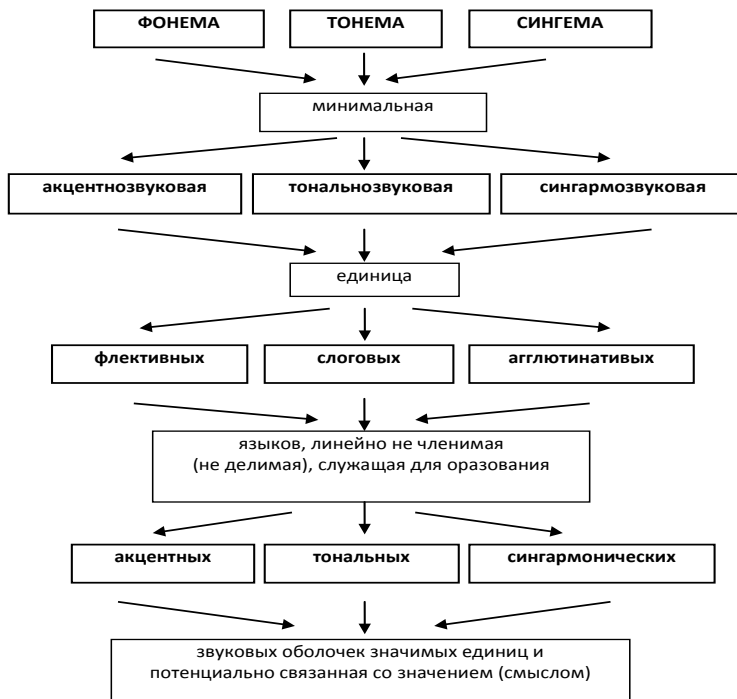 ФОНЕМА ТОНЕМА СИНГЕМА
минимальная
акцентнозвуковая тональнозвуковая сингармозвуковая
единица
флективных слоговых агглютинативых
языков, линейно не членимая
(не делимая), служащая для оразования
акцентных тональных сингармонических
звуковых оболочек значимых единиц и
потенциально связанная со значением (смыслом)